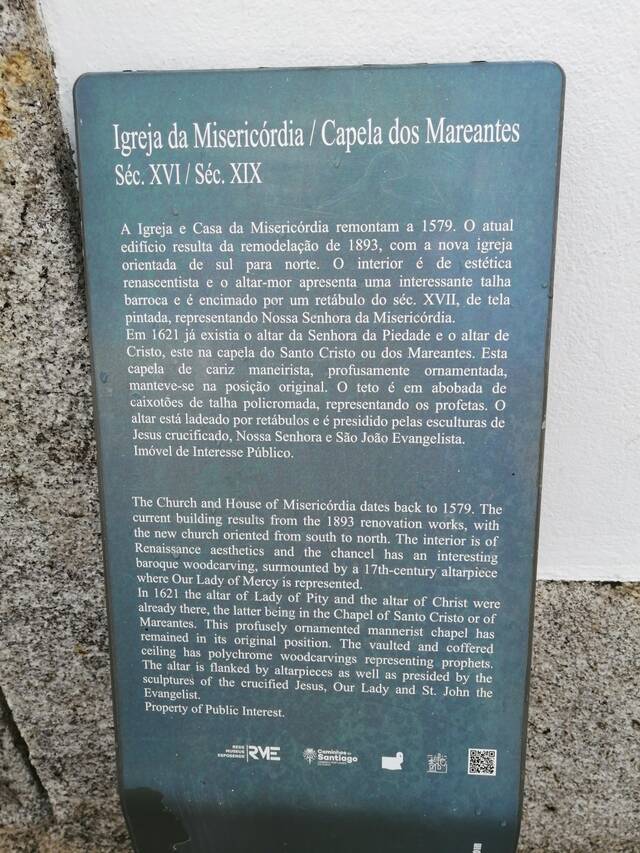 Igreja da Misericórdia / Capela dos Mareantes
Séc. XVI / Séc. XIX
A Igreja e Casa da Misericórdia remontam a 1579. O atual
edifício resulta da remodelação de 1893, com a nova igreja
orientada de sul para norte. O interior é de estética
renascentista e o altar-mor apresenta uma interessante talha
barroca e é encimado por um retábulo do séc. XVII, de tela
pintada, representando Nossa Senhora da Misericórdia.
Em 1621 já existia o altar da Senhora da Piedade e o altar de
Cristo, este na capela do Santo Cristo ou dos Mareantes. Esta
capela de cariz maneirista, profusamente ornamentada,
manteve-se na posição original. O teto é em abobada de
caixotões de talha policromada, representando os profetas. O
altar está ladeado por retábulos e é presidido pelas esculturas de
Jesus crucificado, Nossa Senhora e São João Evangelista.
Imóvel de Interesse Público.
The Church and House of Misericórdia dates back to 1579. The
current building results from the 1893 renovation works, with
the new church oriented from south to north. The interior is of
Renaissance aesthetics and the chancel has an interesting
baroque woodcarving, surmounted by a 17th-century altarpiece
where Our Lady of Mercy is represented.
In 1621 the altar of Lady of Pity and the altar of Christ were
already there, the latter being in the Chapel of Santo Cristo or of
Mareantes. This profusely ornamented mannerist chapel has
remained in its original position. The vaulted and coffered
ceiling has polychrome woodcarvings representing prophets.
The altar is flanked by altarpieces as well as presided by the
sculptures of the crucified Jesus, Our Lady and St. John the
Evangelist.
Property of Public Interest.
REDE
MUSEUS
ESPOSENDE
RME
Caminhos de
Santiago